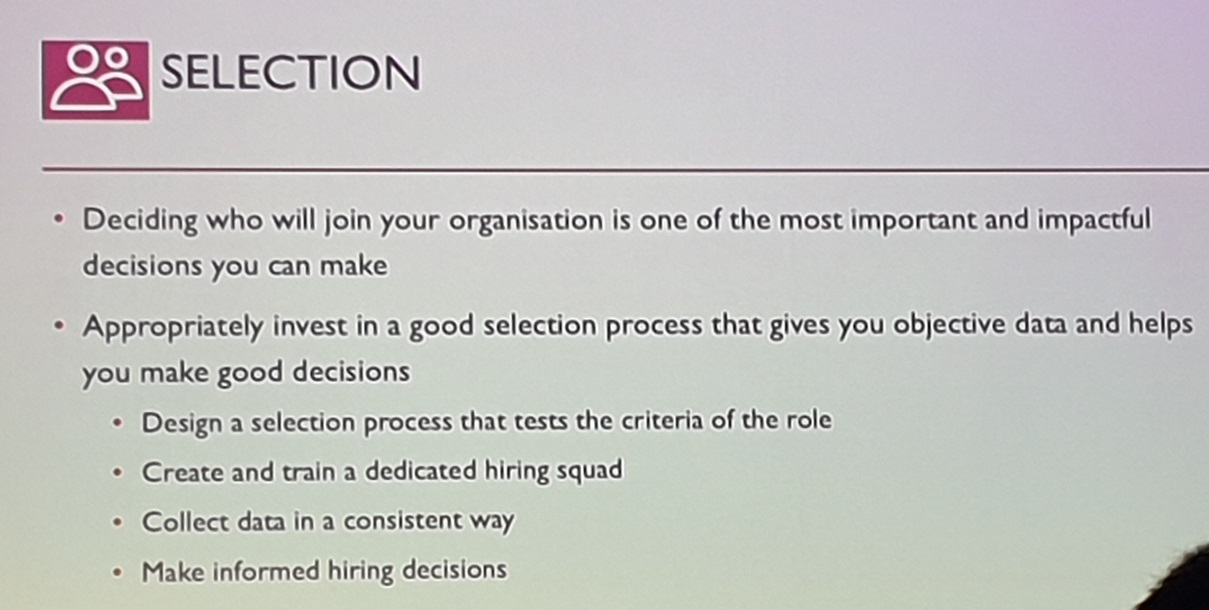 SELECTION
• Deciding who will join your organisation is one of the most important and impactful
decisions you can make
• Appropriately invest in a good selection process that gives you objective data and helps
you make good decisions
• Design a selection process that tests the criteria of the role
• Create and train a dedicated hiring squad
• Collect data in a consistent way
• Make informed hiring decisions